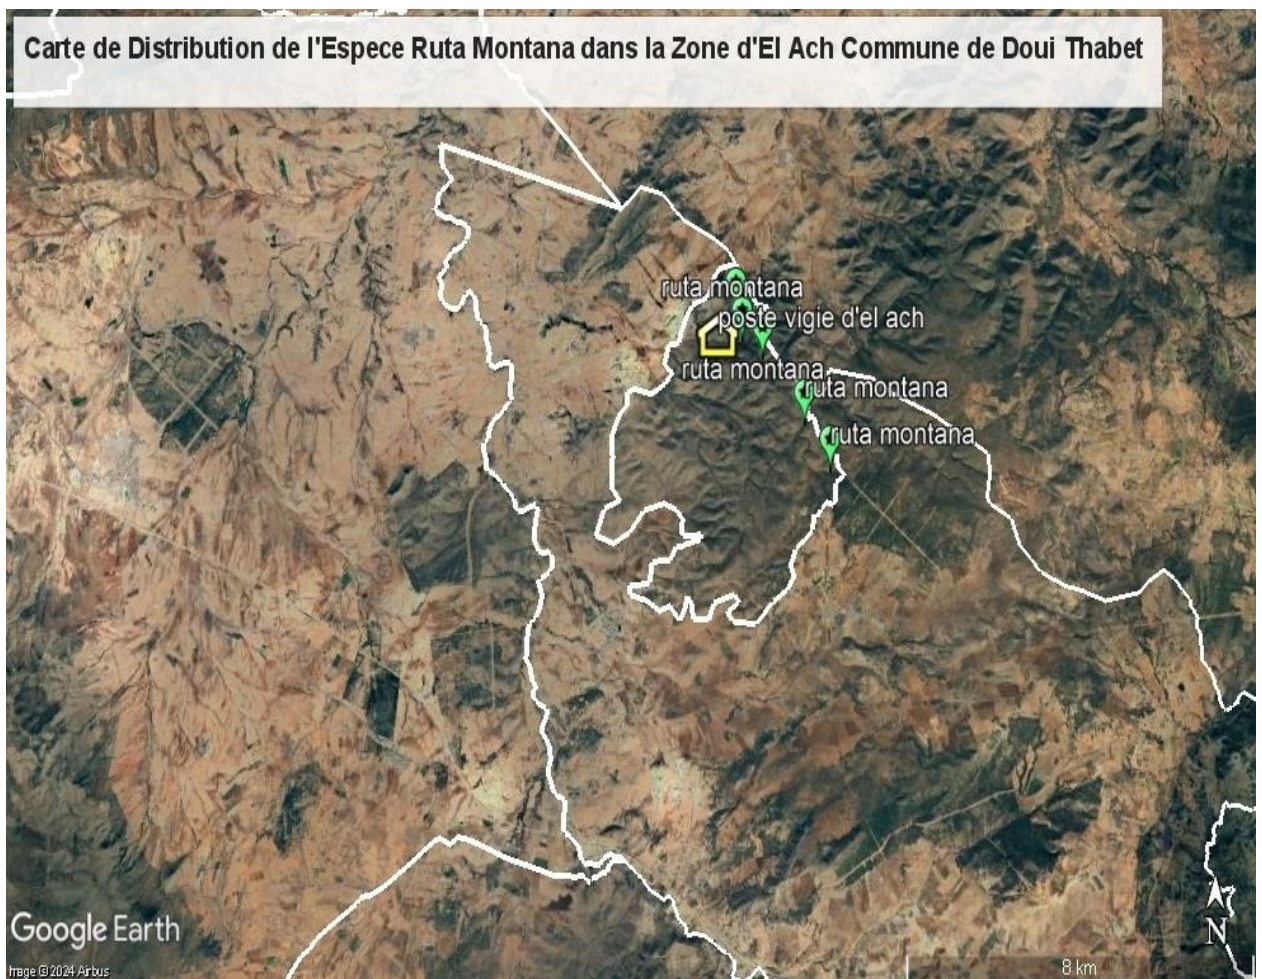 Carte de Distribution de l'Espece Ruta Montana dans la Zone d'El Ach Commune de Doui Thabet
ruta montana
poste vigie d'el ach
ruta montana
ruta montana
ruta montana
Google Earth
N
Image © 2024 Airbus
8 km